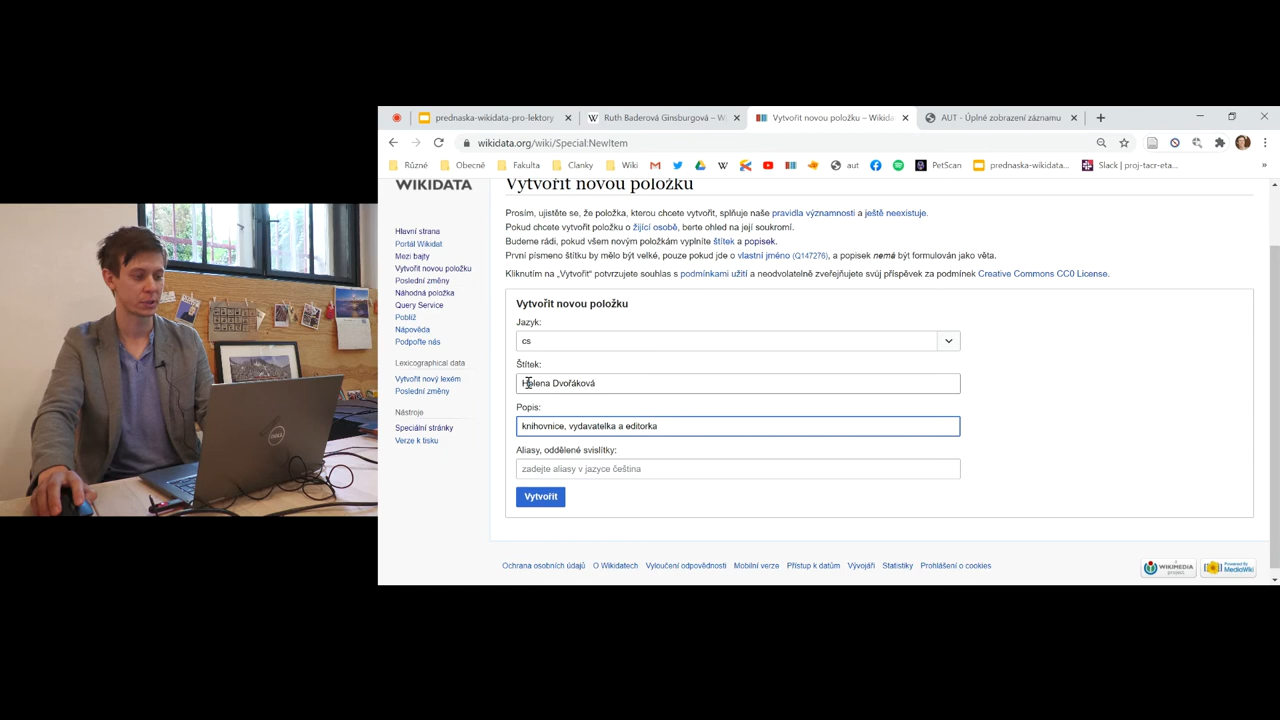 prednaska-wikidata-pro-lektory
Ruth Baderová Ginsburgová – Wi
Vytvořit novou položku – Wikida
AUT - Úplné zobrazení záznamu
wikidata.org/wiki/Special:NewItem
Různé
Obecné
Fakulta
Clanky
Wiki
aut
PetScan
prednaska-wikidata...
Slack | proj-tacr-eta...
WIKIDATA
Hlavní strana
Portál Wikidat
Mezi bajty
Vytvořit novou položku
Poslední změny
Náhodná položka
Query Service
Poblíž
Nápověda
Podpořte nás
Lexicographical data
Vytvořit nový lexém
Poslední změny
Nástroje
Speciální stránky
Verze k tisku
Vytvořit novou položku
Prosím, ujistěte se, že položka, kterou chcete vytvořit, splňuje naše pravidla významnosti a ještě neexistuje.
Pokud chcete vytvořit položku o žijící osobě, berte ohled na její soukromí.
Budeme rádi, pokud všem novým položkám vyplníte štítek a popisek.
První písmeno štítku by mělo být velké, pouze pokud jde o vlastní jméno (Q147276), a popisek nemá být formulován jako věta.
Kliknutím na „Vytvořit“ potvrzujete souhlas s podmínkami užití a neodvolatelně zveřejňujete svůj příspěvek za podmínek Creative Commons CC0 License.
Vytvořit novou položku
Jazyk:
cs
Štítek:
Helena Dvořáková
Popis:
knihovnice, vydavatelka a editorka
Aliasy, oddělené svislítky:
zadejte aliasy v jazyce čeština
Vytvořit
Ochrana osobních údajů
O Wikidatech
Vyloučení odpovědnosti
Mobilní verze
Přístup k datům
Vývojáři
Statistiky
Prohlášení o cookies
A
WIKIMEDIA
project
Powered By
MediaWiki
DELL